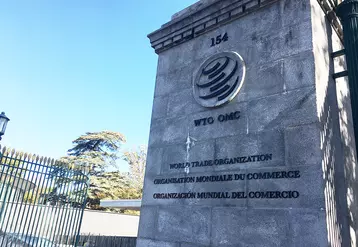 154
WTO OMC
WORLD TRADE ORGANIZATION
ORGANISATION MONDIALE DU COMMERCE
ORGANIZACIÓN MUNDIAL DEL COMERCIO